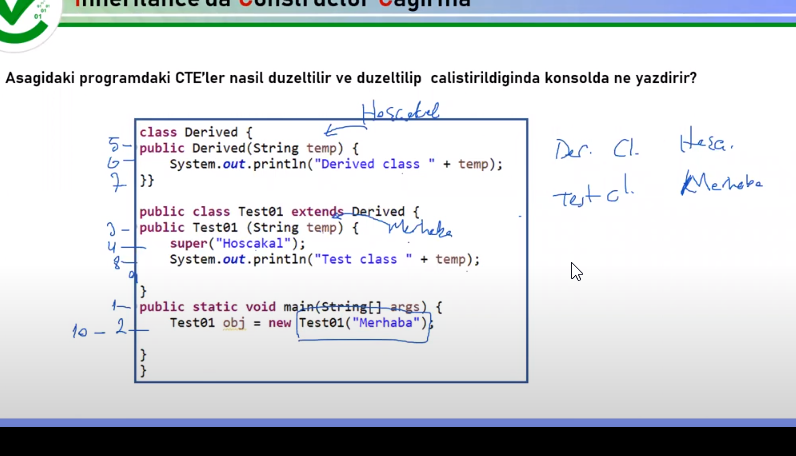 Inheritance'da Constructor Cagirma
Asagidaki programdaki CTE'ler nasil duzeltilir ve duzeltilip calistirildiginda konsolda ne yazdirir?
Hoscakal
class Derived {
5 - public Derived(String temp) {
6 - System.out.println("Derived class " + temp);
7 - }}
public class Test01 extends Derived {
3 - public Test01 (String temp) { Merhaba
4 - super("Hoscakal");
8 - System.out.println("Test class " + temp);
9
}
1 - public static void main(String[] args) {
10 - 2 - Test01 obj = new Test01("Merhaba");
}
}
Der. Cl. Hosa.
Test cl. Merhaba